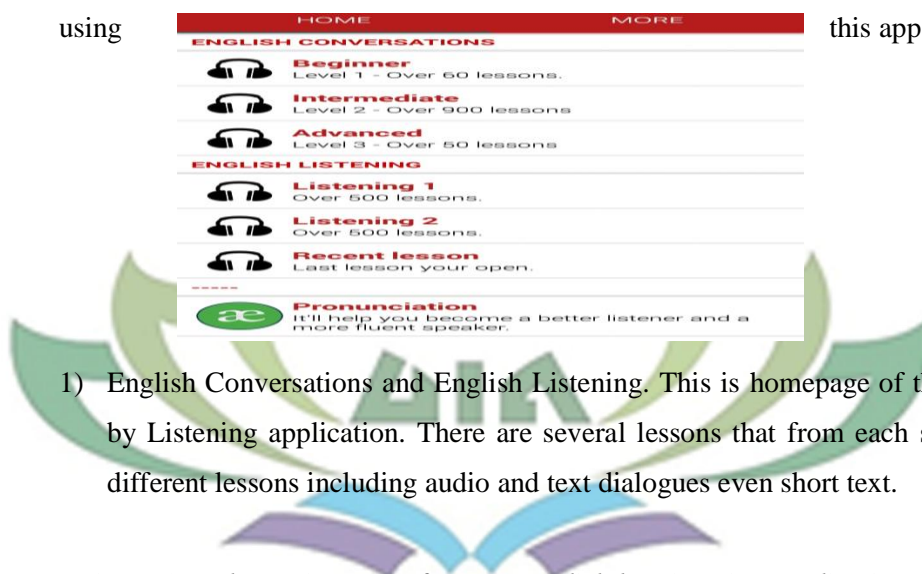 using this app
HOME MORE
ENGLISH CONVERSATIONS
Beginner
Level 1 - Over 60 lessons.
Intermediate
Level 2 - Over 900 lessons
Advanced
Level 3 - Over 50 lessons
ENGLISH LISTENING
Listening 1
Over 500 lessons.
Listening 2
Over 500 lessons.
Recent lesson
Last lesson your open.
-----
æ
Pronunciation
It'll help you become a better listener and a
more fluent speaker.
1) English Conversations and English Listening. This is homepage of
by Listening application. There are several lessons that from each
different lessons including audio and text dialogues even short text.